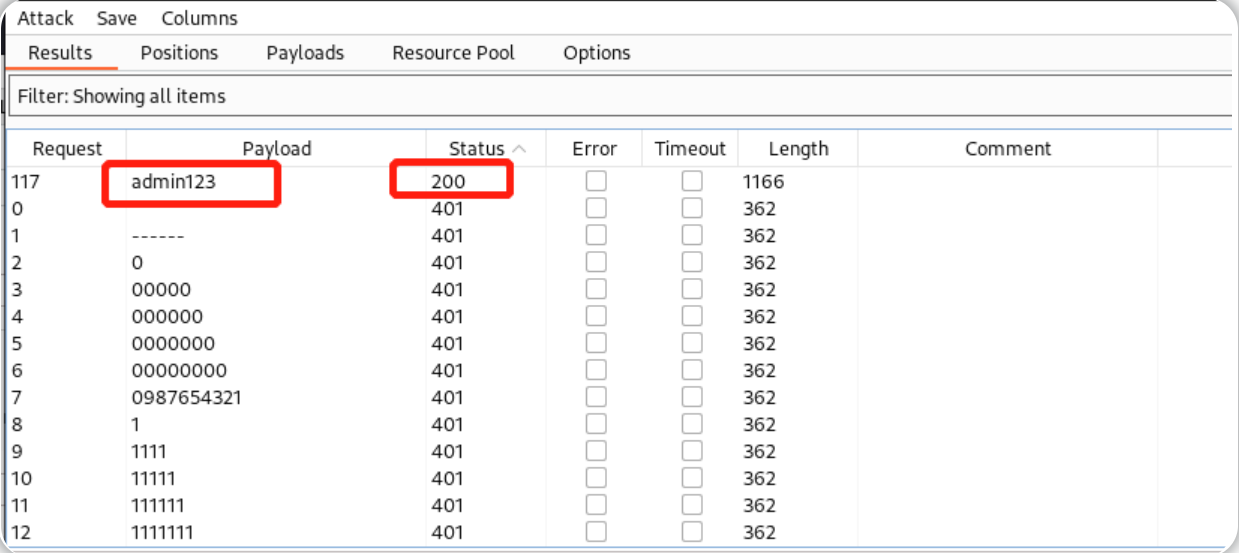 Attack Save Columns
Results Positions Payloads Resource Pool Options
Filter: Showing all items
Request Payload Status Error Timeout Length Comment
117 admin123 200 1166
0 401 362
1 ------ 401 362
2 0 401 362
3 00000 401 362
4 000000 401 362
5 0000000 401 362
6 00000000 401 362
7 0987654321 401 362
8 1 401 362
9 1111 401 362
10 11111 401 362
11 111111 401 362
12 1111111 401 362